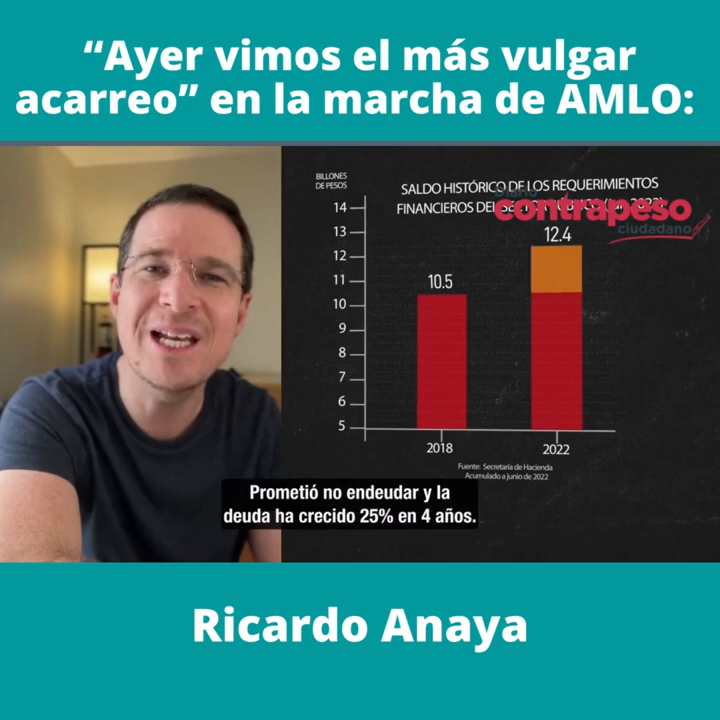 “Ayer vimos el más vulgar
acarreo” en la marcha de AMLO:
BILLONES
DE PESOS
SALDO HISTÓRICO DE LOS REQUERIMIENTOS
FINANCIEROS DEL SECTOR PÚBLICO
Diario
contrapeso
ciudadano
14
13
12
11
10
9
8
7
6
5
10.5
12.4
2018
2022
Fuente: Secretaría de Hacienda
Acumulado a junio de 2022
Prometió no endeudar y la
deuda ha crecido 25% en 4 años.
Ricardo Anaya